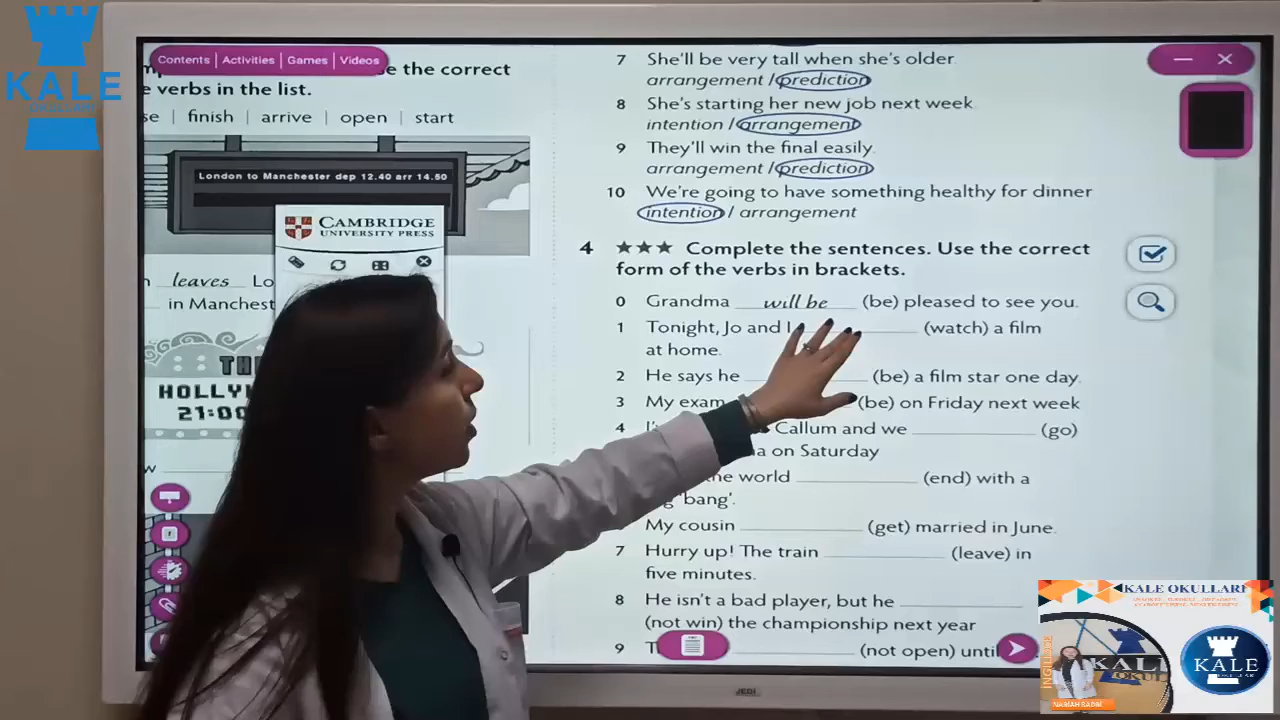 KALE
OKULLARI
Contents | Activities | Games | Videos
e the correct
e verbs in the list.
se | finish | arrive | open | start
London to Manchester dep 12.40 arr 14.50
CAMBRIDGE
UNIVERSITY PRESS
leaves Lo
in Manchest
HOLLY
21:00
7 She'll be very tall when she's older.
arrangement / prediction
8 She's starting her new job next week.
intention / arrangement
9 They'll win the final easily.
arrangement / prediction
10 We're going to have something healthy for dinner
intention / arrangement
4 ★★★ Complete the sentences. Use the correct
form of the verbs in brackets.
0 Grandma will be (be) pleased to see you.
1 Tonight, Jo and I (watch) a film
at home.
2 He says he (be) a film star one day.
3 My exam (be) on Friday next week
4 Callum and we (go)
on Saturday
the world (end) with a
'bang'.
My cousin (get) married in June.
7 Hurry up! The train (leave) in
five minutes.
8 He isn't a bad player, but he
(not win) the championship next year
9 T (not open) until
JEDI
KALE OKULLARI
İNGİLİZCE
KALE
OKUL
KALE
OKULLARI